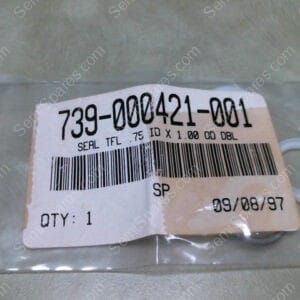 739-000421-001
SEAL TFL .75 ID X 1.00 OD DBL
SP
QTY: 1
09/08/97